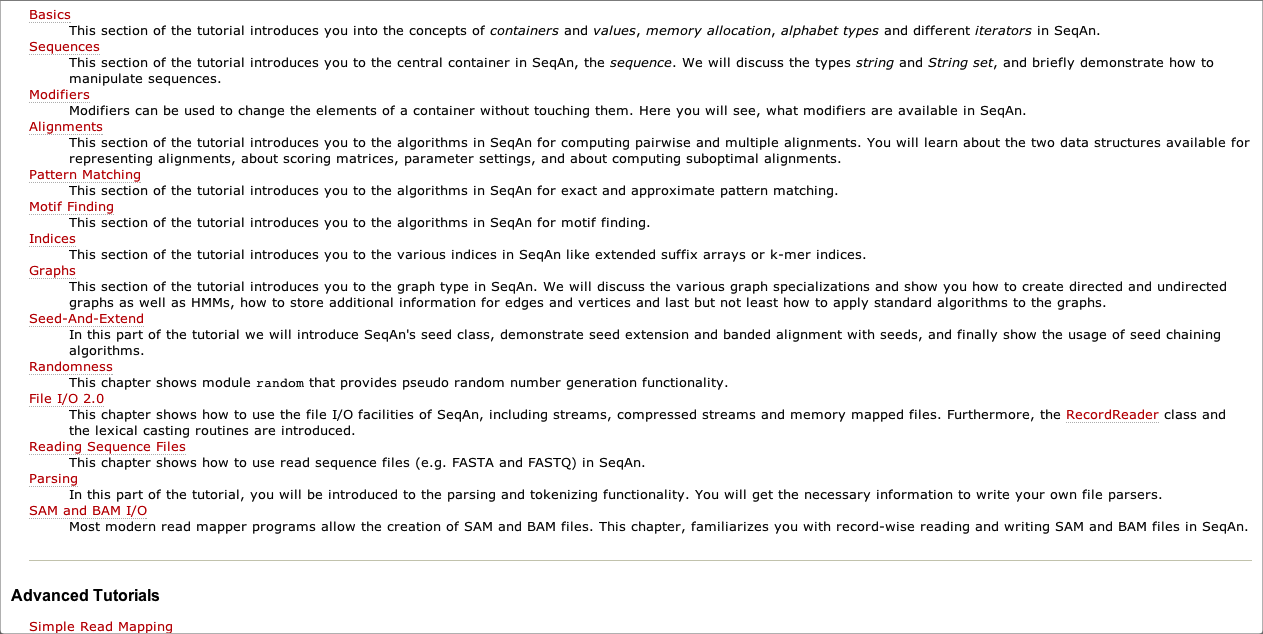 Basics
This section of the tutorial introduces you into the concepts of containers and values, memory allocation, alphabet types and different iterators in SeqAn.
Sequences
This section of the tutorial introduces you to the central container in SeqAn, the sequence. We will discuss the types string and String set, and briefly demonstrate how to
manipulate sequences.
Modifiers
Modifiers can be used to change the elements of a container without touching them. Here you will see, what modifiers are available in SeqAn.
Alignments
This section of the tutorial introduces you to the algorithms in SeqAn for computing pairwise and multiple alignments. You will learn about the two data structures available for
representing alignments, about scoring matrices, parameter settings, and about computing suboptimal alignments.
Pattern Matching
This section of the tutorial introduces you to the algorithms in SeqAn for exact and approximate pattern matching.
Motif Finding
This section of the tutorial introduces you to the algorithms in SeqAn for motif finding.
Indices
This section of the tutorial introduces you to the various indices in SeqAn like extended suffix arrays or k-mer indices.
Graphs
This section of the tutorial introduces you to the graph type in SeqAn. We will discuss the various graph specializations and show you how to create directed and undirected
graphs as well as HMMs, how to store additional information for edges and vertices and last but not least how to apply standard algorithms to the graphs.
Seed-And-Extend
In this part of the tutorial we will introduce SeqAn's seed class, demonstrate seed extension and banded alignment with seeds, and finally show the usage of seed chaining
algorithms.
Randomness
This chapter shows module random that provides pseudo random number generation functionality.
File I/O 2.0
This chapter shows how to use the file I/O facilities of SeqAn, including streams, compressed streams and memory mapped files. Furthermore, the RecordReader class and
the lexical casting routines are introduced.
Reading Sequence Files
This chapter shows how to use read sequence files (e.g. FASTA and FASTQ) in SeqAn.
Parsing
In this part of the tutorial, you will be introduced to the parsing and tokenizing functionality. You will get the necessary information to write your own file parsers.
SAM and BAM I/O
Most modern read mapper programs allow the creation of SAM and BAM files. This chapter, familiarizes you with record-wise reading and writing SAM and BAM files in SeqAn.
Advanced Tutorials
Simple Read Mapping